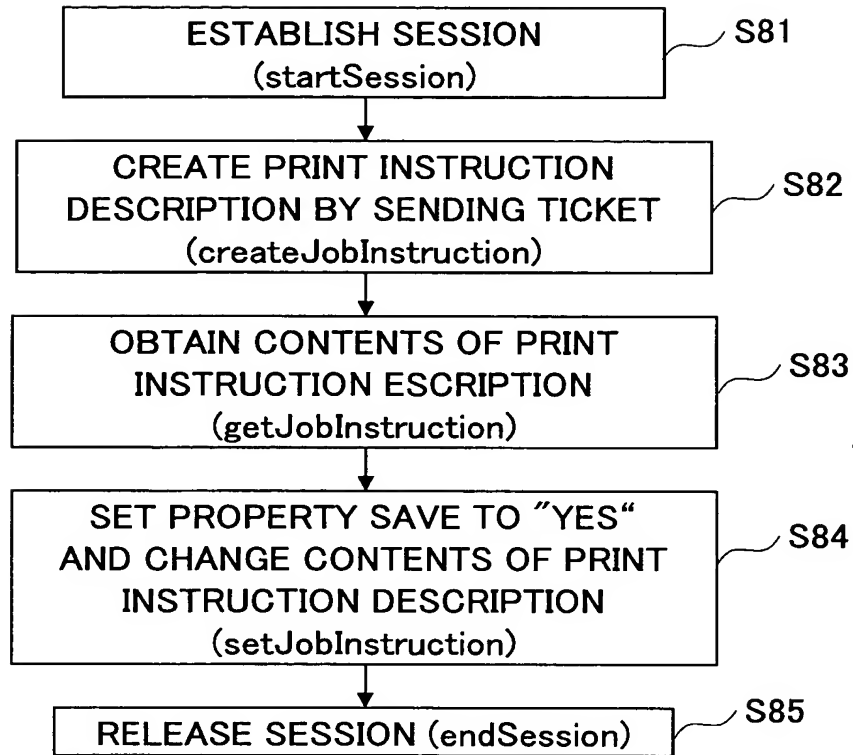 ESTABLISH SESSION
(startSession)
S81
CREATE PRINT INSTRUCTION
DESCRIPTION BY SENDING TICKET
(createJobInstruction)
S82
OBTAIN CONTENTS OF PRINT
INSTRUCTION ESCRIPTION
(getJobInstruction)
S83
SET PROPERTY SAVE TO ″YES“
AND CHANGE CONTENTS OF PRINT
INSTRUCTION DESCRIPTION
(setJobInstruction)
S84
RELEASE SESSION (endSession)
S85